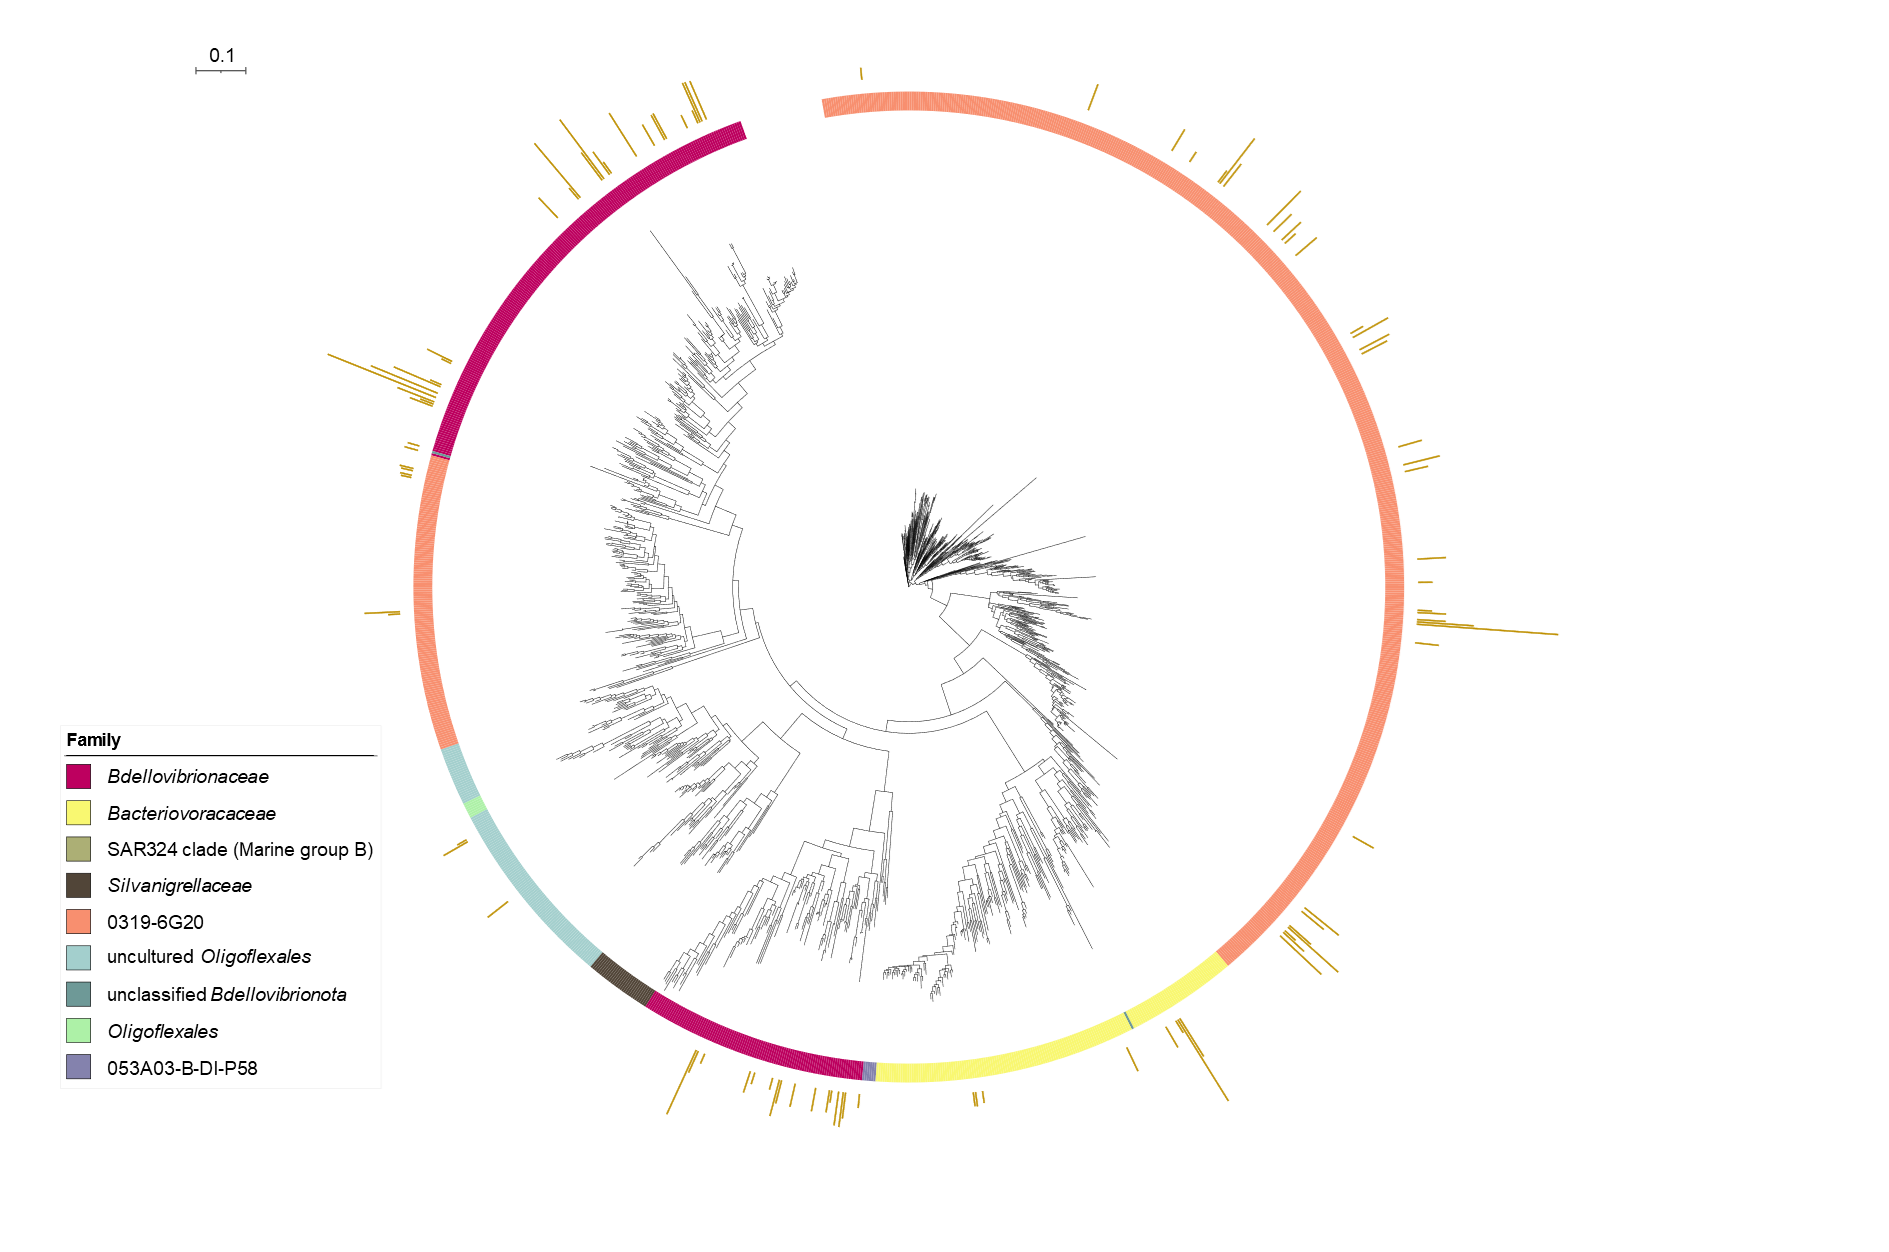 0.1
Family
Bdellovibrionaceae
Bacteriovoracaceae
SAR324 clade (Marine group B)
Silvanigrellaceae
0319-6G20
uncultured Oligoflexales
unclassified Bdellovibrionota
Oligoflexales
053A03-B-DI-P58